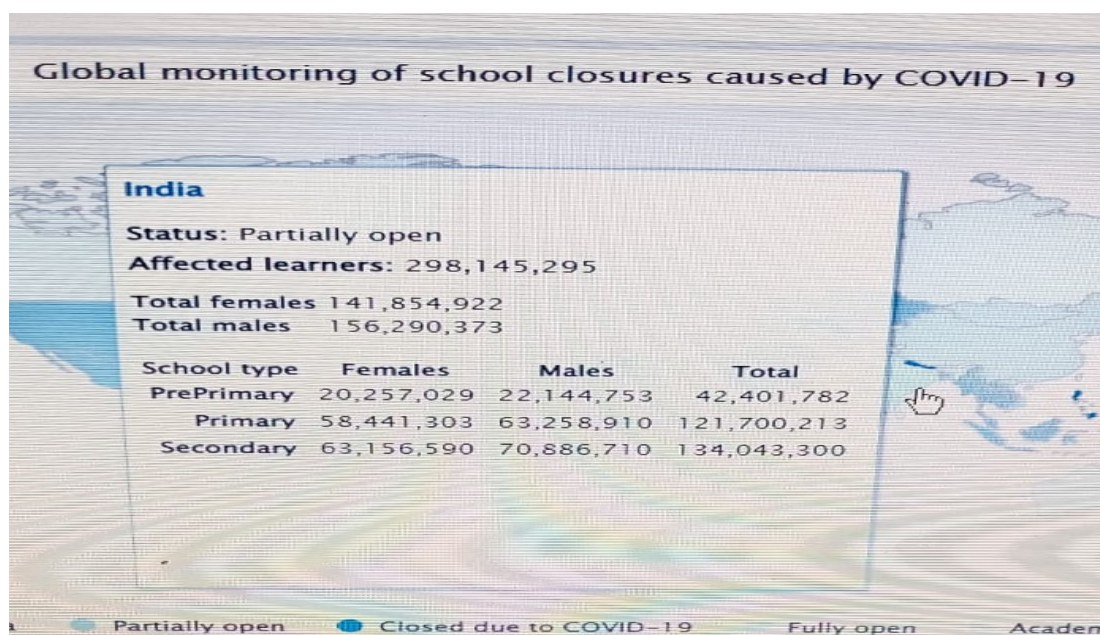 Global monitoring of school closures caused by COVID-19
India
Status: Partially open
Affected learners: 298,145,295
Total females 141,854,922
Total males 156,290,373
School type Females Males Total
PrePrimary 20,257,029 22,144,753 42,401,782
Primary 58,441,303 63,258,910 121,700,213
Secondary 63,156,590 70,886,710 134,043,300
Partially open Closed due to COVID-19 Fully open Academ